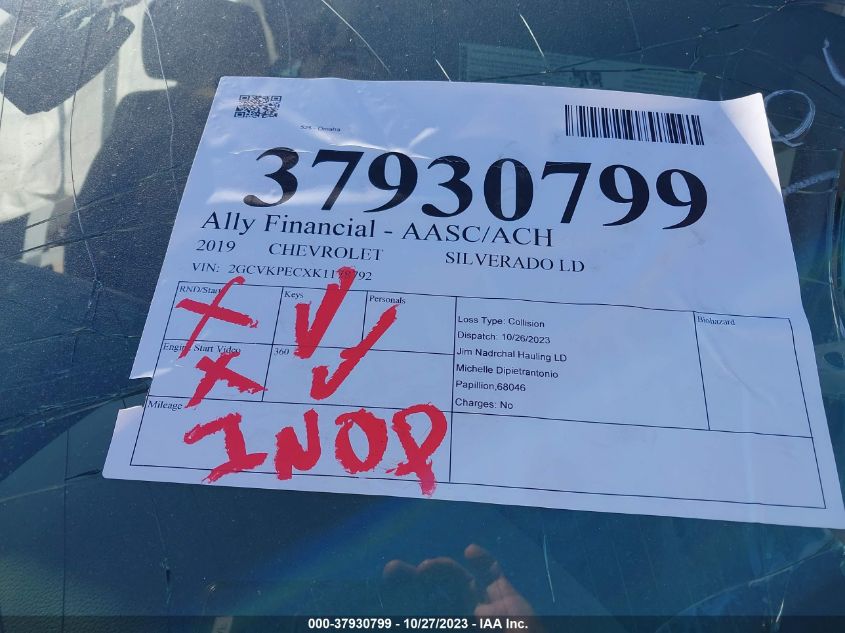 525 - Omaha
37930799
Ally Financial - AASC/ACH
2019 CHEVROLET SILVERADO LD
VIN:
RND/Start Keys Personals
Loss Type: Collision
Dispatch: 10/26/2023
Jim Nadrchal Hauling LD
Michelle Dipietrantonio
Papillion,68046
Charges: No
Biohazard
Engine Start Video 360
Mileage
INOP
000-37930799 - 10/27/2023 - IAA Inc.